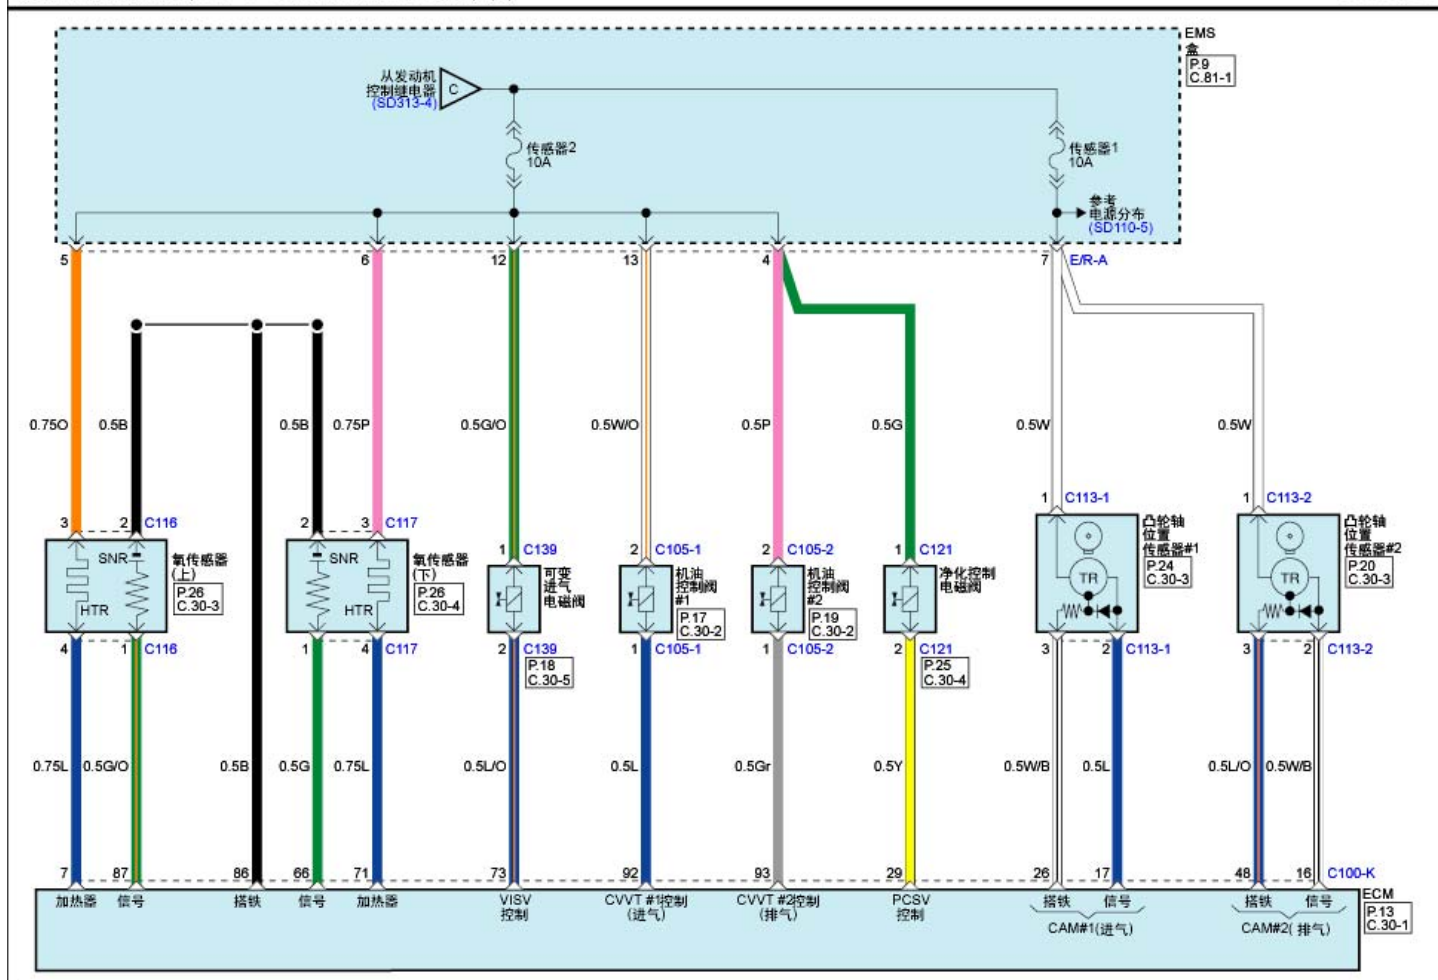 EMS
盒
P.9
C.81-1
从发动机
控制继电器
(SD313-4)
C
传感器2
10A
传感器1
10A
参考
电源分布
(SD110-5)
5
6
12
13
4
7
E/R-A
0.75O
0.5B
0.5B
0.75P
0.5G/O
0.5W/O
0.5P
0.5G
0.5W
0.5W
1
C113-1
1
C113-2
3
2
C116
2
3
C117
1
C139
2
C105-1
2
C105-2
1
C121
SNR
HTR
氧传感器
(上)
P.26
C.30-3
SNR
HTR
氧传感器
(下)
P.26
C.30-4
可变
进气
电磁阀
机油
控制阀
#1
P.17
C.30-2
机油
控制阀
#2
P.19
C.30-2
净化控制
电磁阀
TR
凸轮轴
位置
传感器#1
P.24
C.30-3
TR
凸轮轴
位置
传感器#2
P.20
C.30-3
4
1
C116
1
4
C117
2
C139
P.18
C.30-5
1
C105-1
1
C105-2
2
C121
P.25
C.30-4
3
2
C113-1
3
2
C113-2
0.75L
0.5G/O
0.5B
0.5G
0.75L
0.5L/O
0.5L
0.5Gr
0.5Y
0.5W/B
0.5L
0.5L/O
0.5W/B
7
87
86
66
71
73
92
93
29
26
17
48
16
C100-K
加热器
信号
搭铁
信号
加热器
VISV
控制
CVVT #1控制
(进气)
CVVT #2控制
(排气)
PCSV
控制
搭铁
信号
CAM#1(进气)
搭铁
信号
CAM#2( 排气)
ECM
P.13
C.30-1